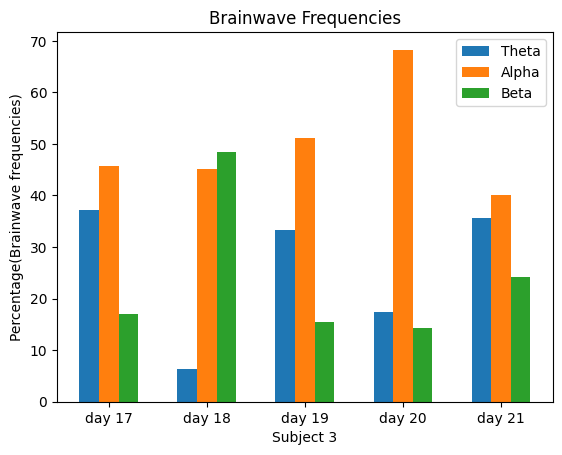 Brainwave Frequencies
Theta
Alpha
Beta
Percentage(Brainwave frequencies)
70
60
50
40
30
20
10
0
day 17 day 18 day 19 day 20 day 21
Subject 3